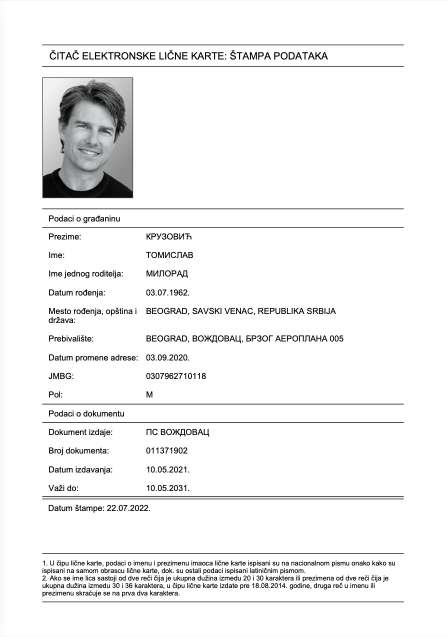 ČITAČ ELEKTRONSKE LIČNE KARTE: ŠTAMPA PODATAKA
Podaci o građaninu
Prezime: КРУЗОВИЋ
Ime: ТОМИСЛАВ
Ime jednog roditelja: МИЛОРАД
Datum rođenja: 03.07.1962.
Mesto rođenja, opština i država: BEOGRAD, SAVSKI VENAC, REPUBLIKA SRBIJA
Prebivalište: BEOGRAD, ВОЖДОВАЦ, БРЗОГ АЕРОПЛАНА 005
Datum promene adrese: 03.09.2020.
JMBG: 0307962710118
Pol: M
Podaci o dokumentu
Dokument izdaje: ПС ВОЖДОВАЦ
Broj dokumenta: 011371902
Datum izdavanja: 10.05.2021.
Važi do: 10.05.2031.
Datum štampe: 22.07.2022.
1. U čipu lične karte, podaci o imenu i prezimenu imaoca lične karte ispisani su na nacionalnom pismu onako kako su
ispisani na samom obrascu lične karte, dok. su ostali podaci ispisani latiničnim pismom.
2. Ako se ime lica sastoji od dve reči čija je ukupna dužina između 20 i 30 karaktera ili prezimena od dve reči čija je
ukupna dužina između 30 i 36 karaktera, u čipu lične karte izdate pre 18.08.2014. godine, druga reč u imenu ili
prezimenu skraćuje se na prva dva karaktera.